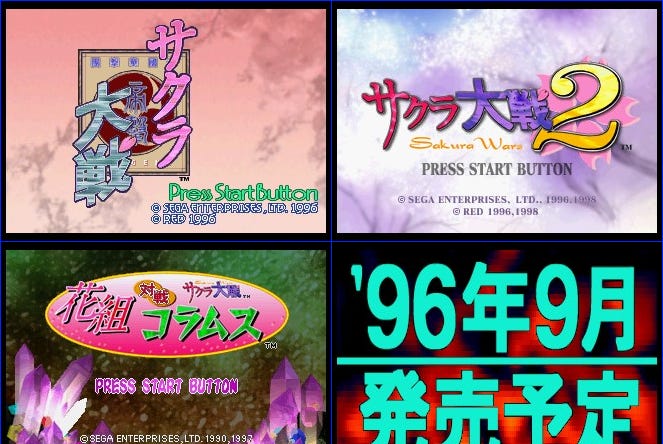 サクラ
大戦
帝都
Press Start Button
© SEGA ENTERPRISES, LTD. 1996
© RED 1996
サクラ大戦2
Sakura Wars
TM
PRESS START BUTTON
© SEGA ENTERPRISES, LTD., 1996,1998
© RED 1996,1998
花組 対戦 サクラ大戦 TM
コラムス
TM
PRESS START BUTTON
© SEGA ENTERPRISES, LTD. 1990, 1997
'96年9月
発売予定